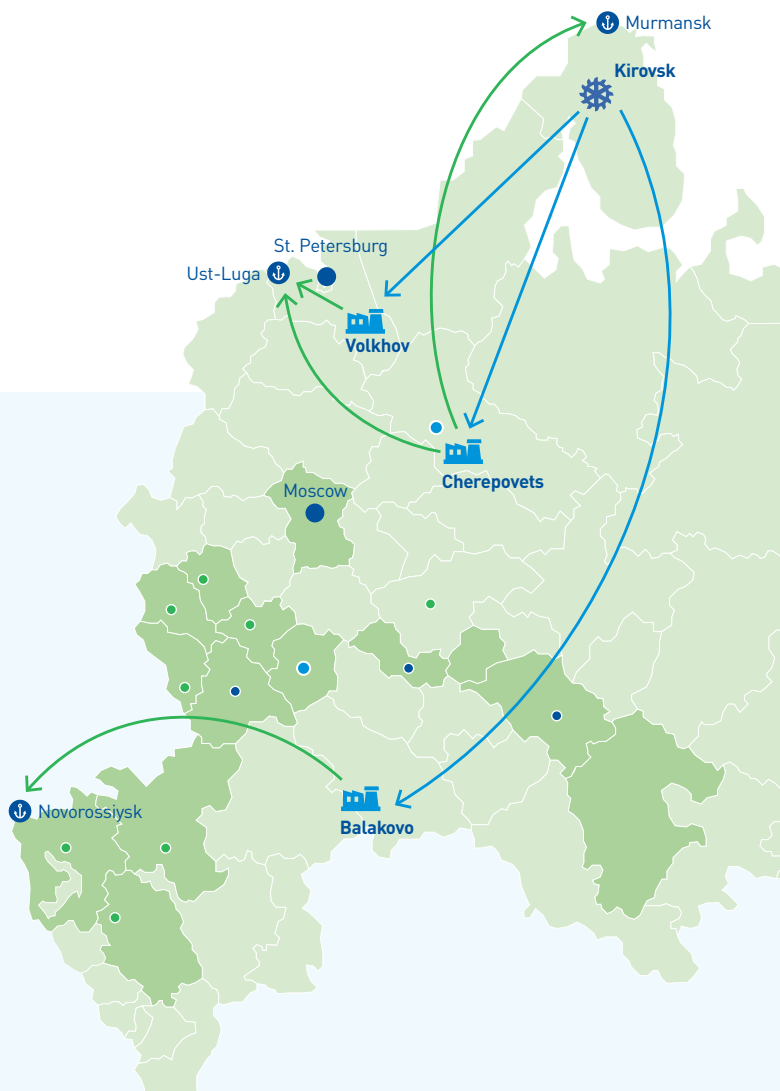 Murmansk
Kirovsk
St. Petersburg
Ust-Luga
Volkhov
Cherepovets
Moscow
Novorossiysk
Balakovo